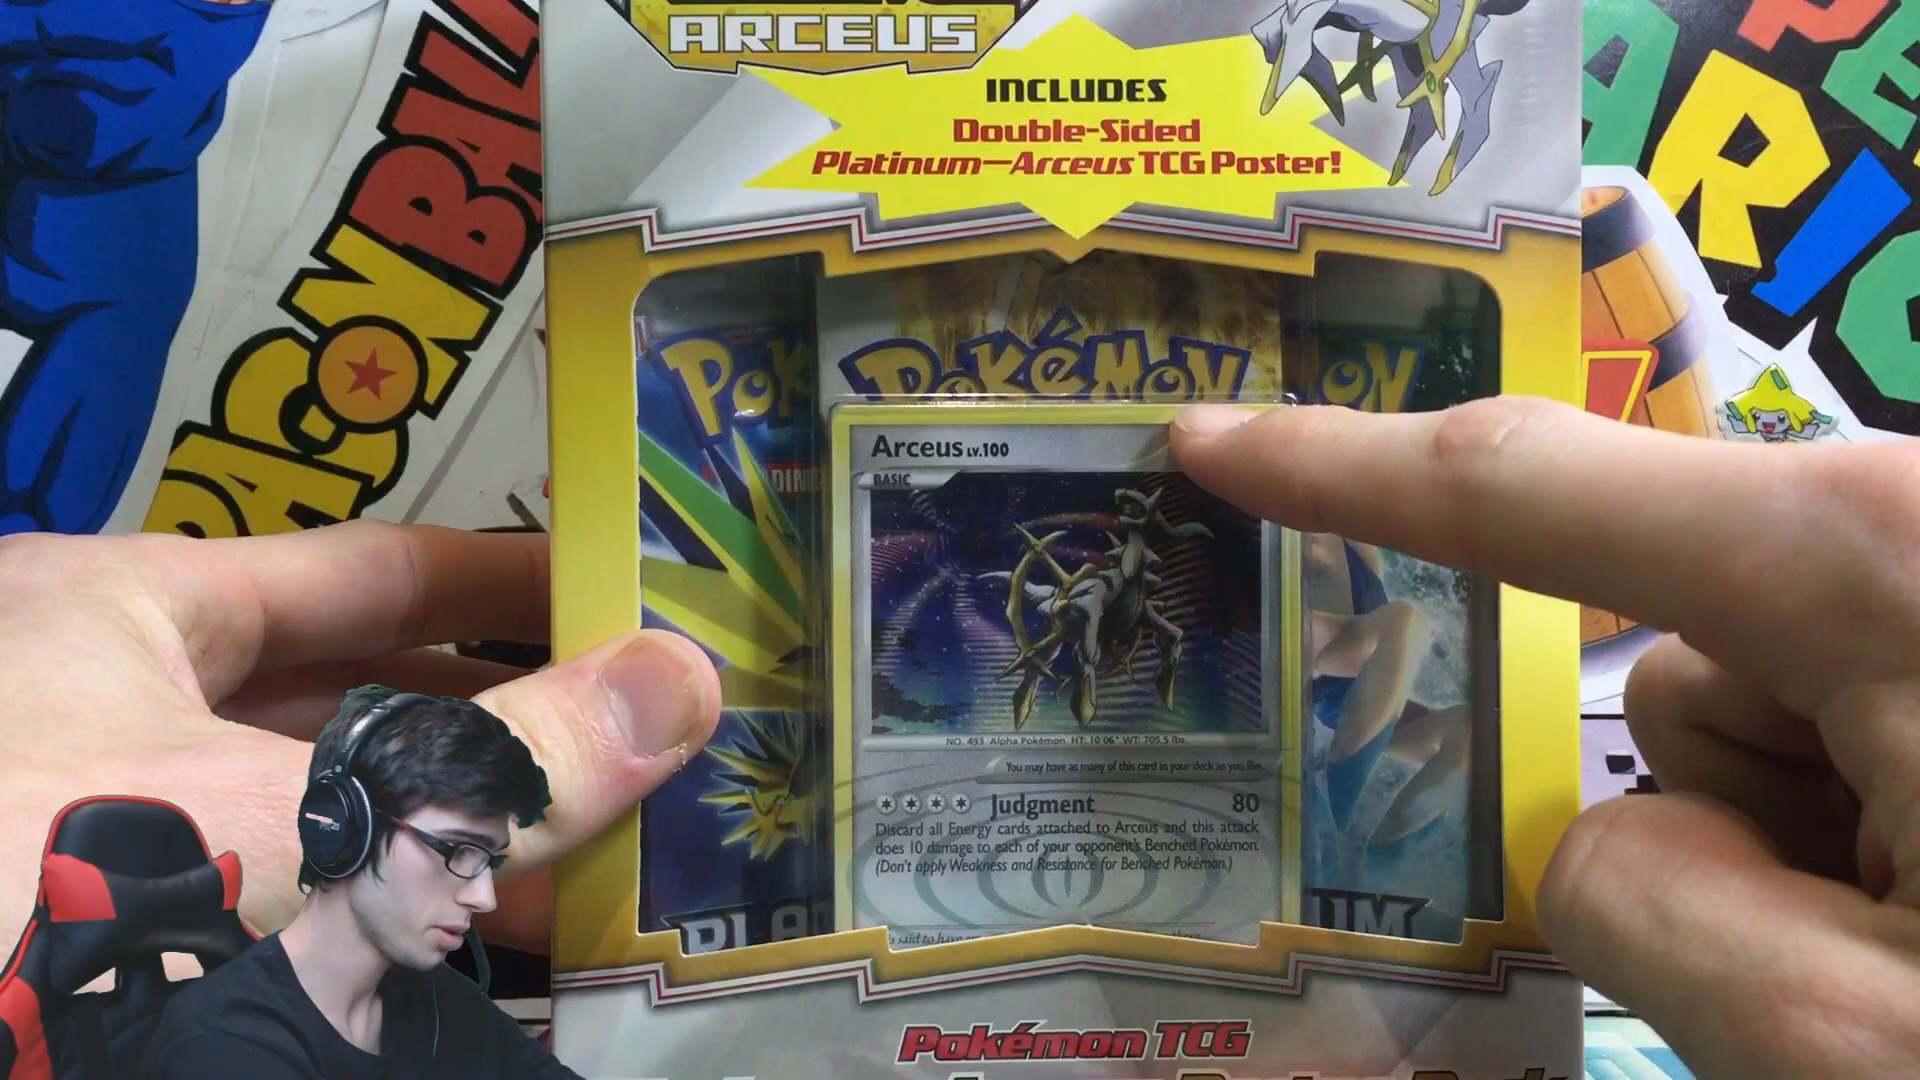 ARCEUS
INCLUDES
Double-Sided
Platinum—Arceus TCG Poster!
DRAGON BALL
Pokémon
Arceus LV.100
BASIC
NO. 493 Alpha Pokémon HT: 10'06" WT: 705.5 lbs.
You may have as many of this card in your deck as you like.
Judgment 80
Discard all Energy cards attached to Arceus and this attack
does 10 damage to each of your opponent's Benched Pokémon.
(Don't apply Weakness and Resistance for Benched Pokémon.)
Pokémon TCG